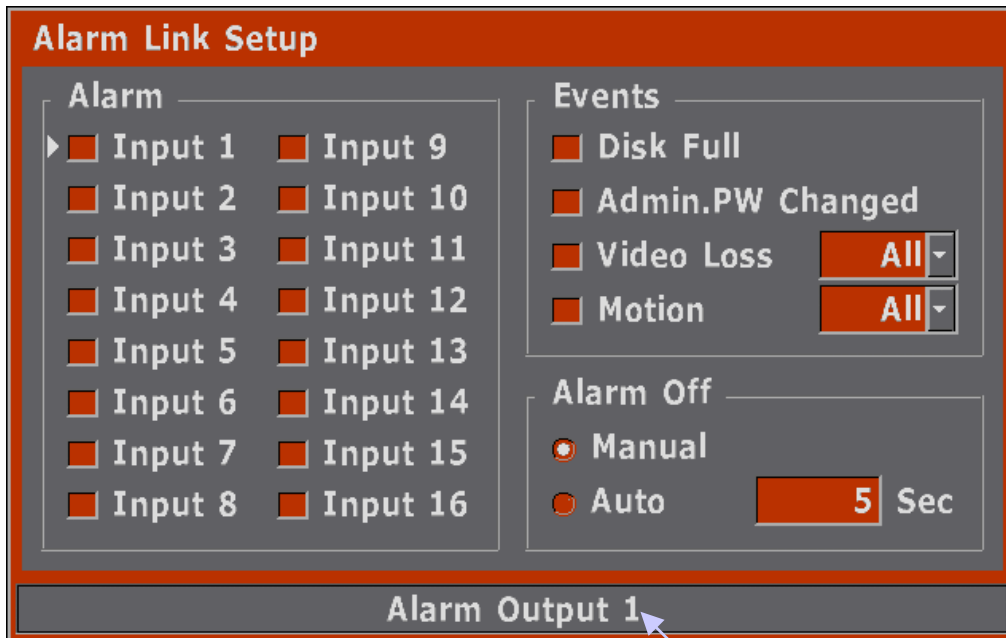 Alarm Link Setup
Alarm
Input 1
Input 2
Input 3
Input 4
Input 5
Input 6
Input 7
Input 8
Input 9
Input 10
Input 11
Input 12
Input 13
Input 14
Input 15
Input 16
Events
Disk Full
Admin.PW Changed
Video Loss All
Motion All
Alarm Off
Manual
Auto 5 Sec
Alarm Output 1